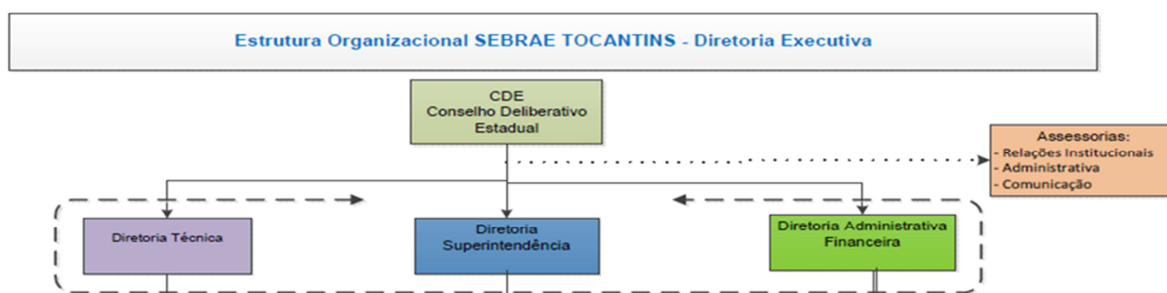 Estrutura Organizacional SEBRAE TOCANTINS - Diretoria Executiva
CDE
Conselho Deliberativo
Estadual
Assessorias:
- Relações Institucionais
- Administrativa
- Comunicação
Diretoria Técnica
Diretoria
Superintendência
Diretoria Administrativa
Financeira